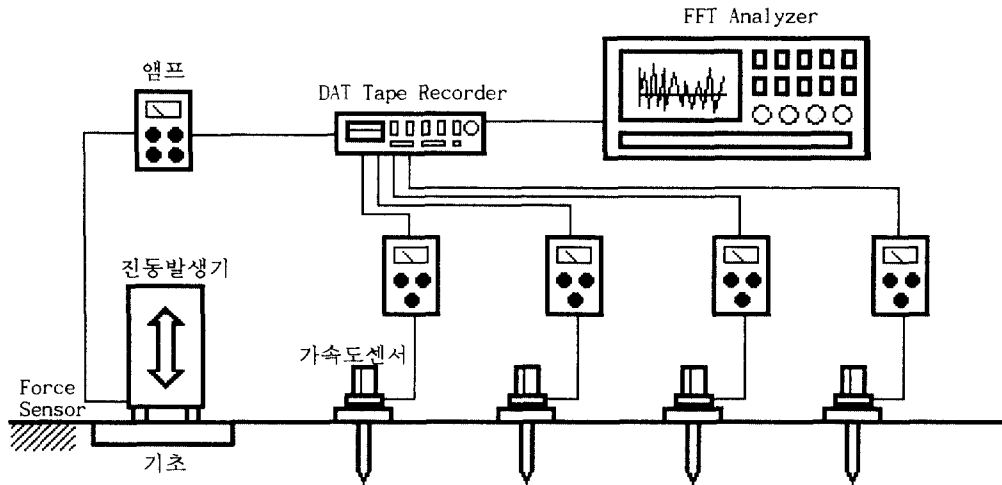 FFT Analyzer
앰프
DAT Tape Recorder
진동발생기
가속도센서
Force
Sensor
기초